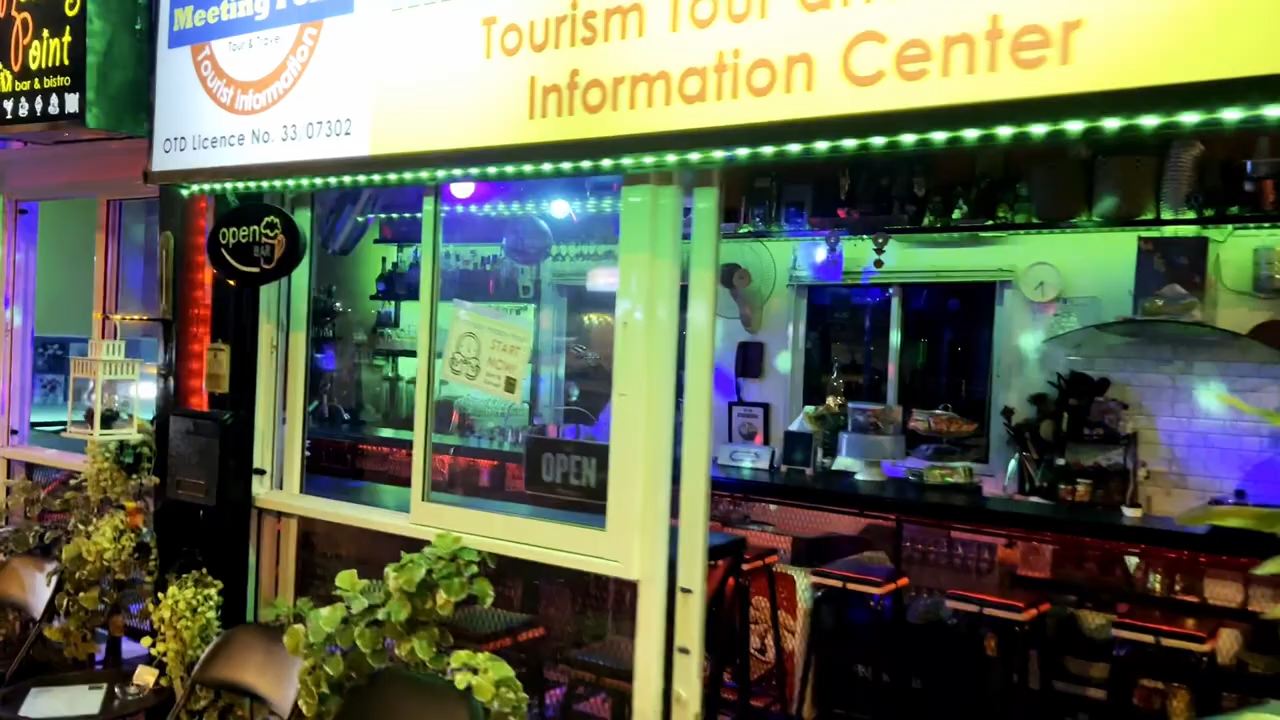 Point
bar & bistro
Meeting
Tour & Travel
Tourist Information
OTD Licence No. 33/07302
Tourism Tour
Information Center
open
BAR
START
NOW!
OPEN